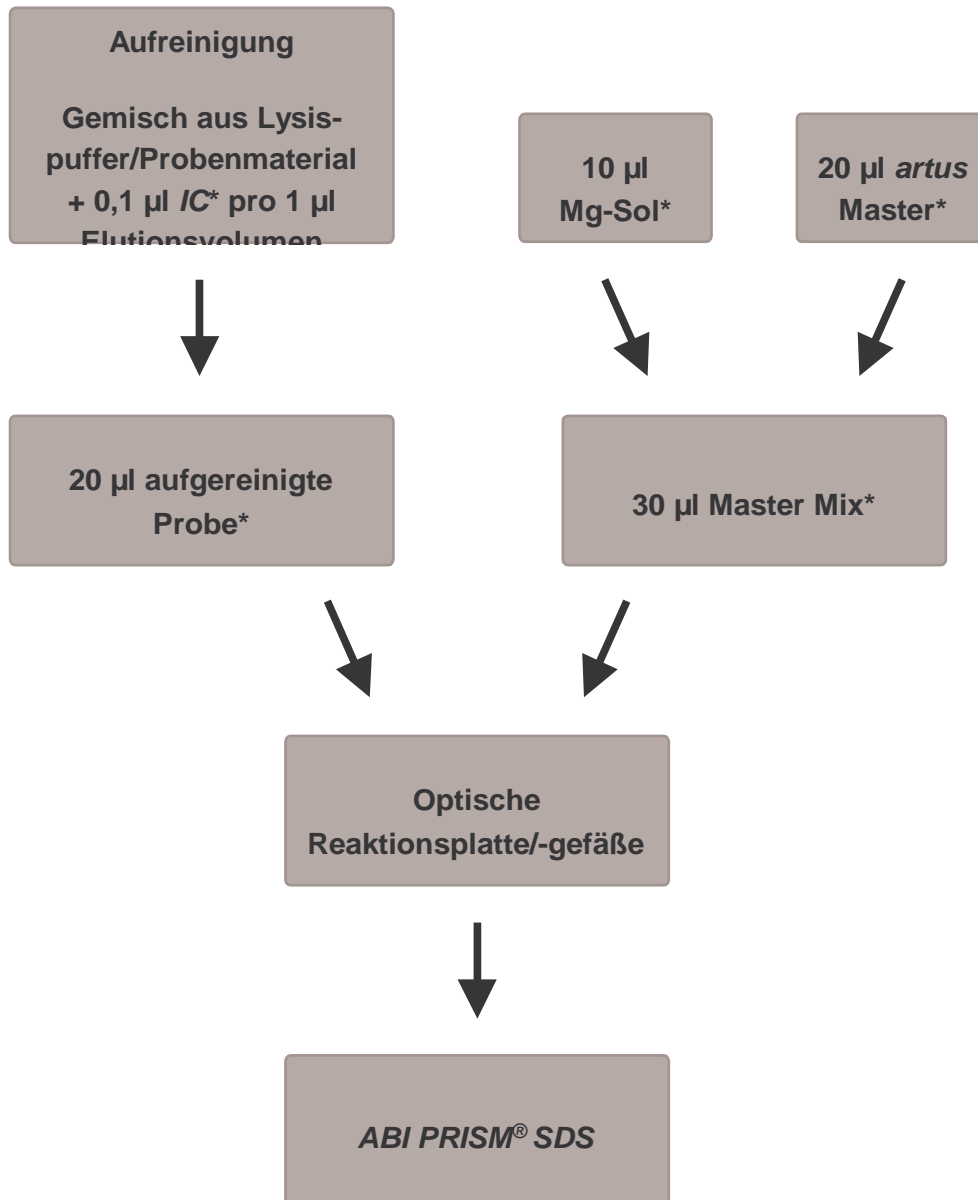 Aufreinigung
Gemisch aus Lysis-
puffer/Probenmaterial
+ 0,1 µl IC* pro 1 µl
Elutionsvolumen
10 µl
Mg-Sol*
20 µl artus
Master*
20 µl aufgereinigte
Probe*
30 µl Master Mix*
Optische
Reaktionsplatte/-gefäße
ABI PRISM® SDS